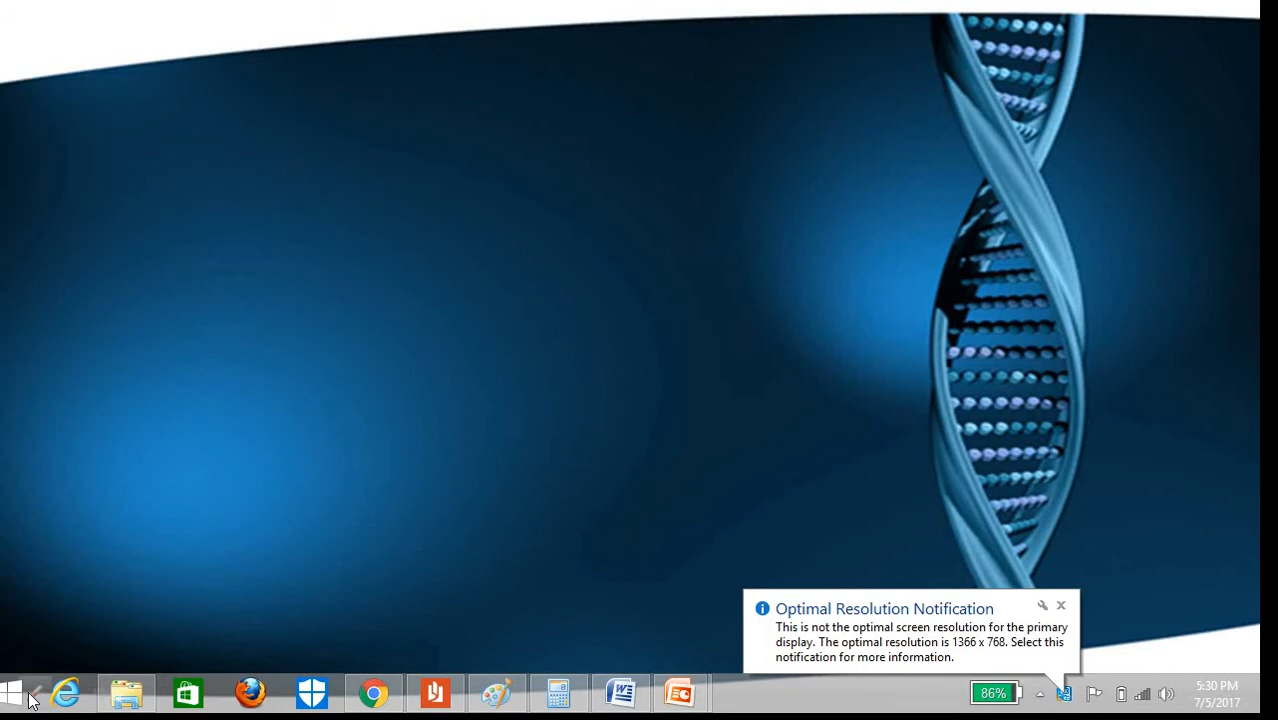 Optimal Resolution Notification
This is not the optimal screen resolution for the primary
display. The optimal resolution is 1366 x 768. Select this
notification for more information.
86%
5:30 PM
7/5/2017